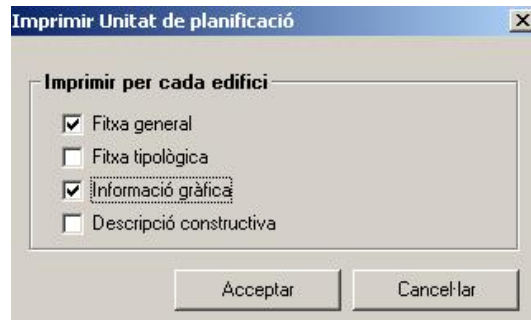 Imprimir Unitat de planificació
Imprimir per cada edifici
Fitxa general
Fitxa tipològica
Informació gràfica
Descripció constructiva
Acceptar Cancel·lar